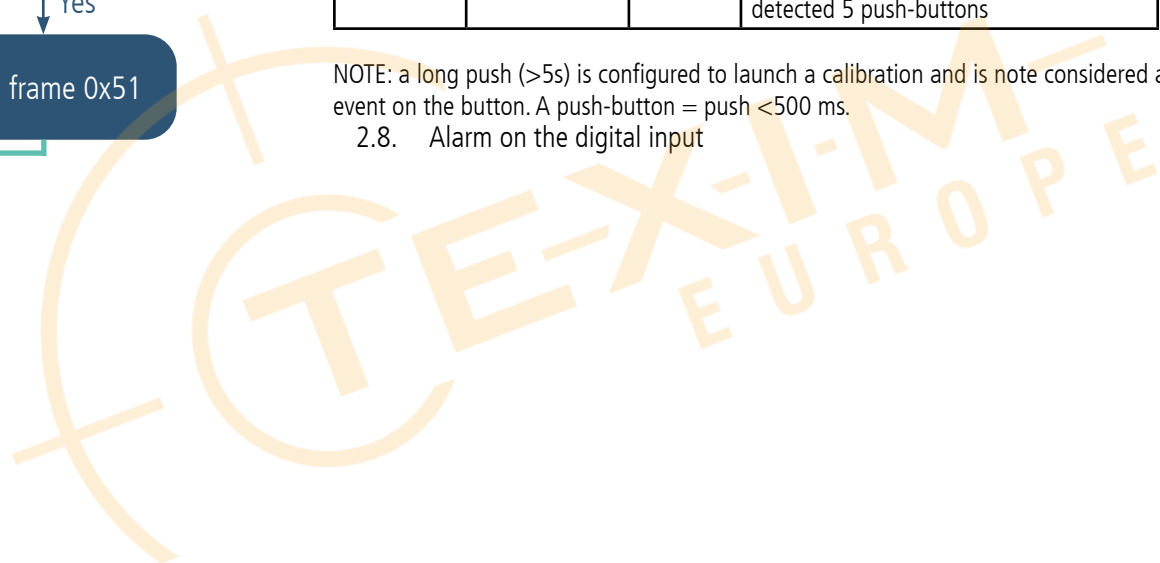 Yes
frame 0x51
detected 5 push-buttons
NOTE: a long push (>5s) is configured to launch a calibration and is note considered a
event on the button. A push-button = push <500 ms.
2.8. Alarm on the digital input
TEXIM
EUROPE